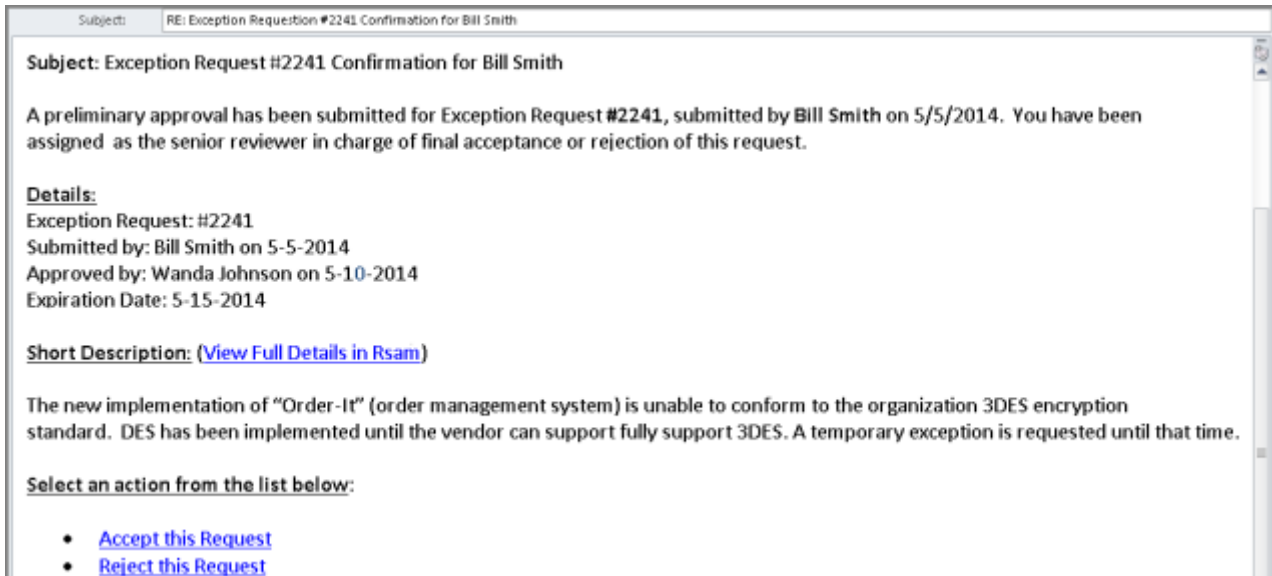 Subject: RE: Exception Requestion #2241 Confirmation for Bill Smith
Subject: Exception Request #2241 Confirmation for Bill Smith
A preliminary approval has been submitted for Exception Request #2241, submitted by Bill Smith on 5/5/2014. You have been
assigned as the senior reviewer in charge of final acceptance or rejection of this request.
Details:
Exception Request: #2241
Submitted by: Bill Smith on 5-5-2014
Approved by: Wanda Johnson on 5-10-2014
Expiration Date: 5-15-2014
Short Description: (View Full Details in Rsam)
The new implementation of “Order-It” (order management system) is unable to conform to the organization 3DES encryption
standard. DES has been implemented until the vendor can support fully support 3DES. A temporary exception is requested until that time.
Select an action from the list below:
• Accept this Request
• Reject this Request